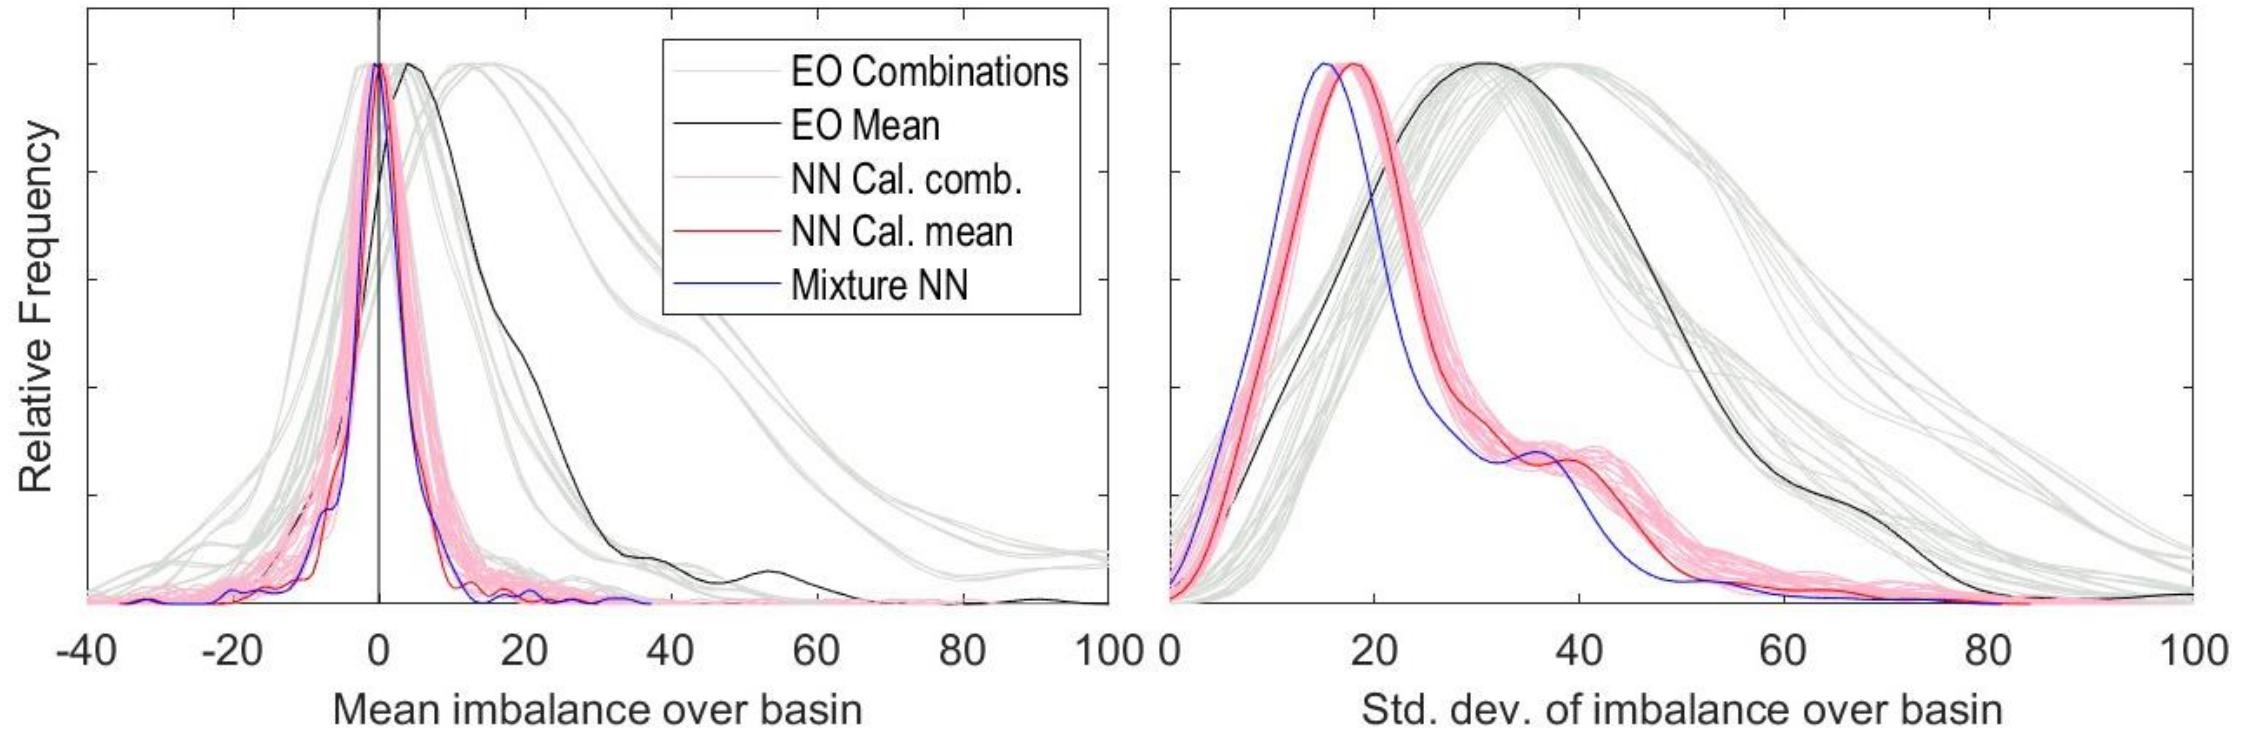 Relative Frequency
EO Combinations
EO Mean
NN Cal. comb.
NN Cal. mean
Mixture NN
-40 -20 0 20 40 60 80 100
Mean imbalance over basin
0 20 40 60 80 100
Std. dev. of imbalance over basin